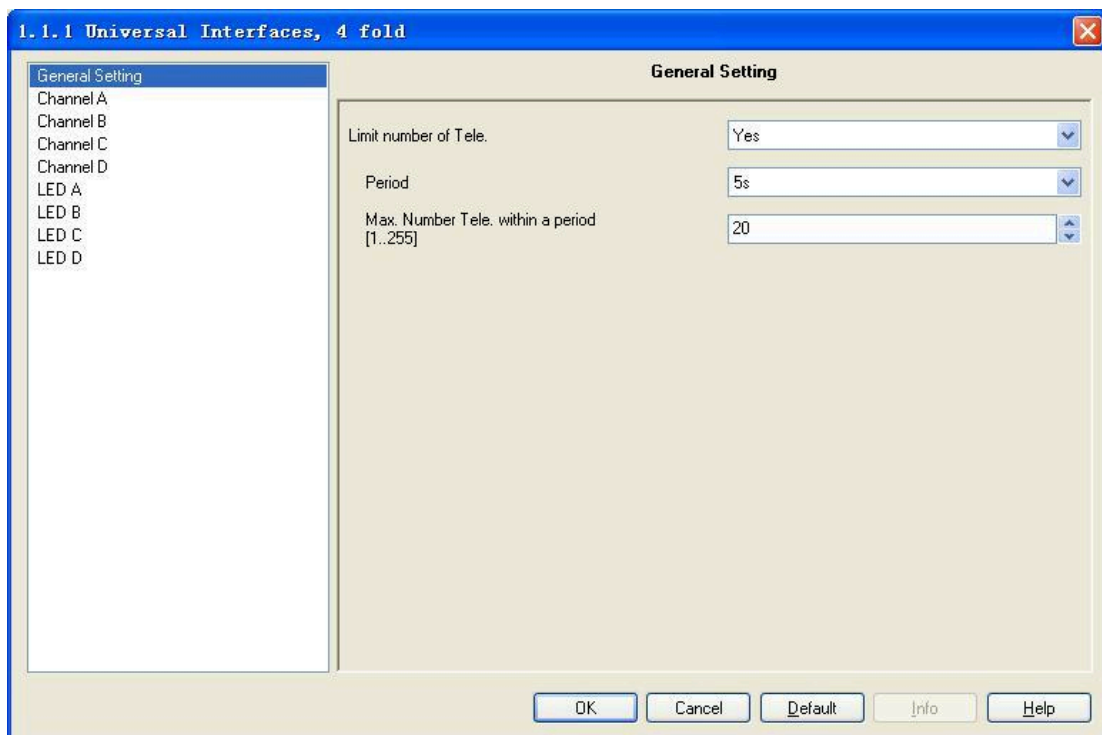 1.1.1 Universal Interfaces, 4 fold
General Setting
Channel A
Channel B
Channel C
Channel D
LED A
LED B
LED C
LED D
General Setting
Limit number of Tele.
Yes
Period
5s
Max. Number Tele. within a period
[1..255]
20
OK
Cancel
Default
Info
Help